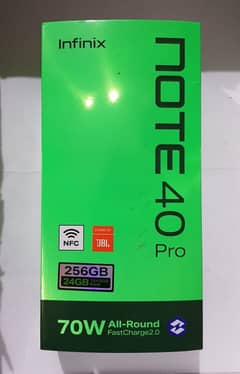 Infinix
NOTE 40 Pro
NFC
JBL
256GB
24GB
70W All-Round
FastCharge2.0